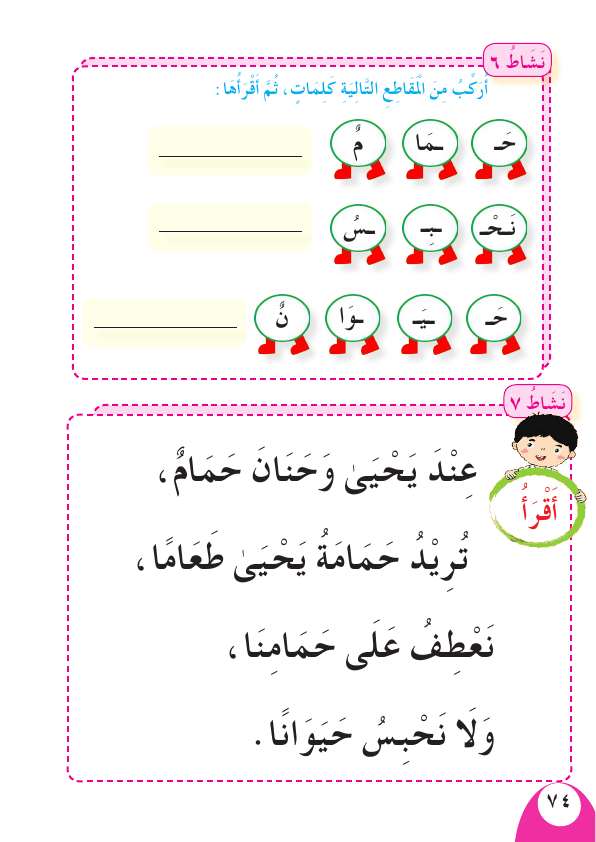 نَشَاطُ ٦
أُرَكِّبُ مِنَ الْمَقَاطِعِ التَّالِيَةِ كَلِمَاتٍ، ثُمَّ أَقْرَأُهَا:
حَـ ـمَا مٌ
نَـحْـ ـبِـ ـسُ
حَـ ـيَـ ـوَا نٌ
نَشَاطُ ٧
أَقْرَأُ
عِنْدَ يَحْيَىٰ وَحَنَانَ حَمَامٌ،
تُرِيْدُ حَمَامَةُ يَحْيَىٰ طَعَامًا،
نَعْطِفُ عَلَى حَمَامِنَا،
وَلَا نَحْبِسُ حَيَوَانًا.
٧٤